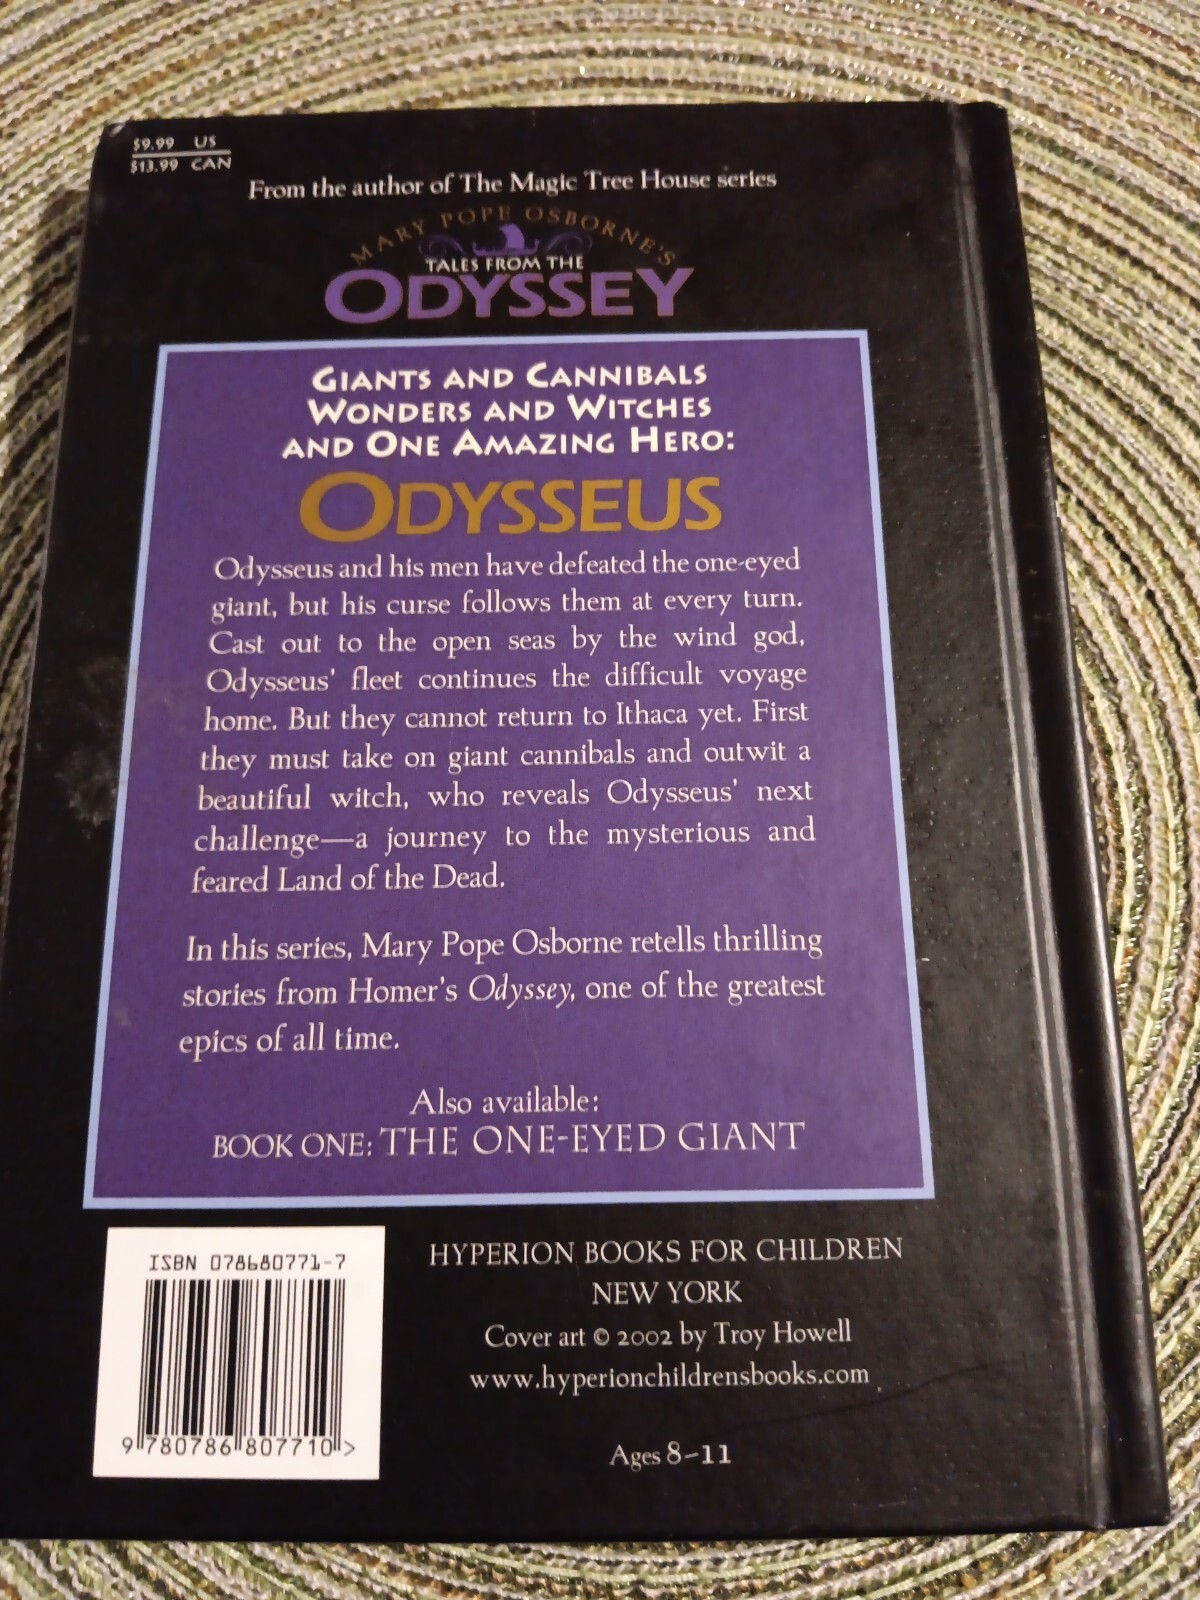 $9.99 US
$13.99 CAN
From the author of The Magic Tree House series
MARY POPE OSBORNE'S
TALES FROM THE
ODYSSEY
GIANTS AND CANNIBALS
WONDERS AND WITCHES
AND ONE AMAZING HERO:
ODYSSEUS
Odysseus and his men have defeated the one-eyed
giant, but his curse follows them at every turn.
Cast out to the open seas by the wind god,
Odysseus' fleet continues the difficult voyage
home. But they cannot return to Ithaca yet. First
they must take on giant cannibals and outwit a
beautiful witch, who reveals Odysseus' next
challenge—a journey to the mysterious and
feared Land of the Dead.
In this series, Mary Pope Osborne retells thrilling
stories from Homer's Odyssey, one of the greatest
epics of all time.
Also available:
BOOK ONE: THE ONE-EYED GIANT
ISBN 078680771-7
9 780786 807710 >
HYPERION BOOKS FOR CHILDREN
NEW YORK
Cover art © 2002 by Troy Howell
www.hyperionchildrensbooks.com
Ages 8-11